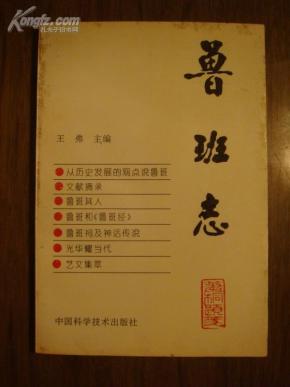 Kongfz.com
孔夫子旧书网
鲁班志
王弗 主编
从历史发展的观点说鲁班
文献摘录
鲁班其人
鲁班和《鲁班经》
鲁班祠及神话传说
光华耀当代
艺文集萃
中国科学技术出版社